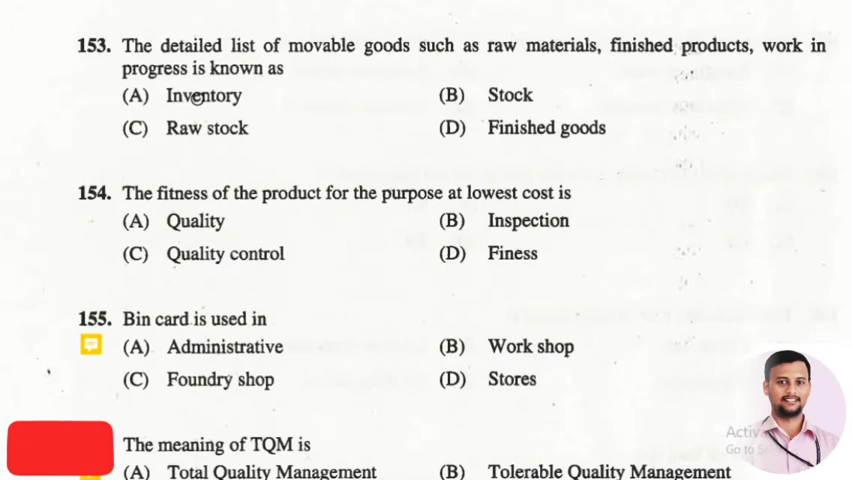 153. The detailed list of movable goods such as raw materials, finished products, work in
progress is known as
(A) Inventory (B) Stock
(C) Raw stock (D) Finished goods
154. The fitness of the product for the purpose at lowest cost is
(A) Quality (B) Inspection
(C) Quality control (D) Finess
155. Bin card is used in
(A) Administrative (B) Work shop
(C) Foundry shop (D) Stores
The meaning of TQM is
(A) Total Quality Management (B) Tolerable Quality Management
Go to